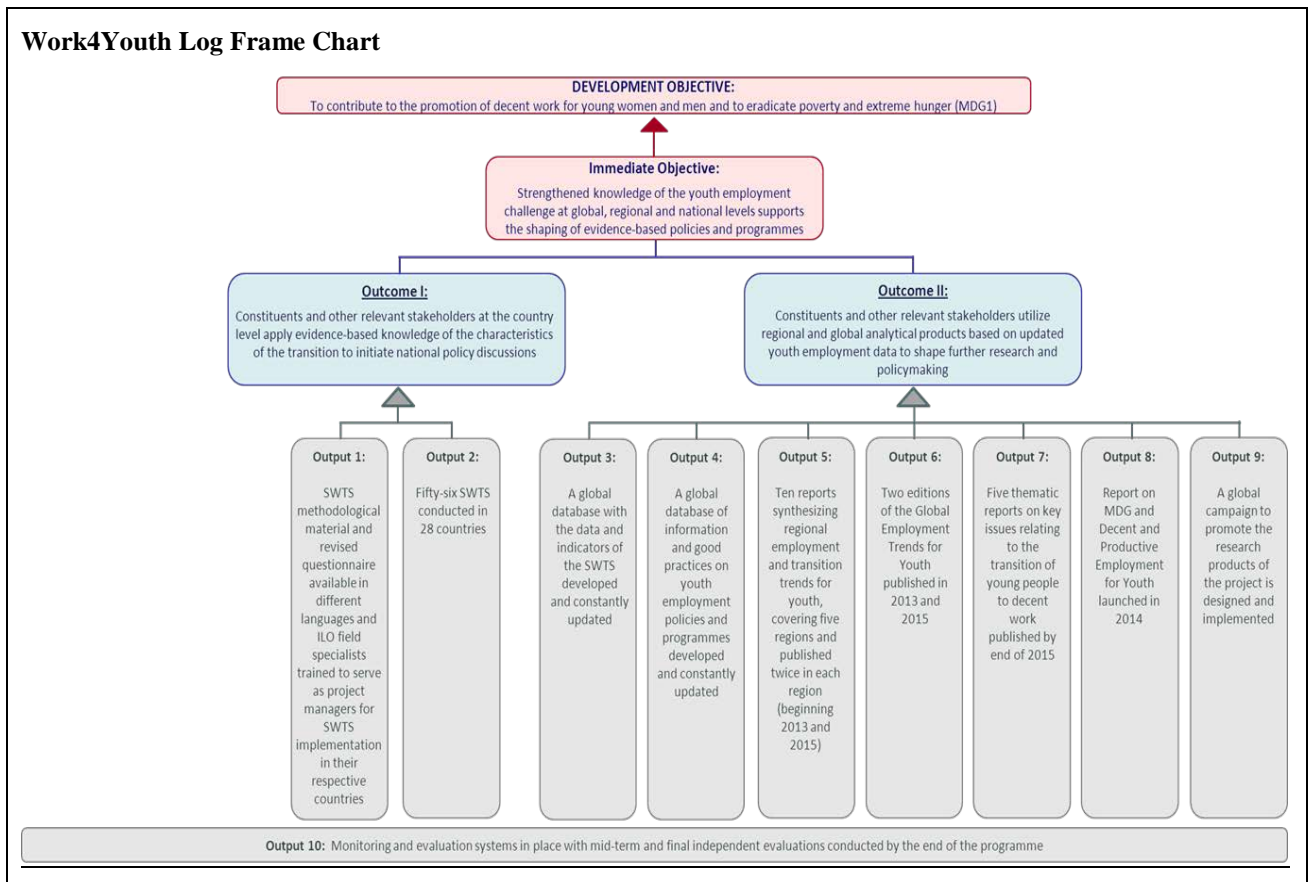 Work4Youth Log Frame Chart
DEVELOPMENT OBJECTIVE:
To contribute to the promotion of decent work for young women and men and to eradicate poverty and extreme hunger (MDG1)
Immediate Objective:
Strengthened knowledge of the youth employment
challenge at global, regional and national levels supports
the shaping of evidence-based policies and programmes
Outcome I:
Constituents and other relevant stakeholders at the country
level apply evidence-based knowledge of the characteristics
of the transition to initiate national policy discussions
Outcome II:
Constituents and other relevant stakeholders utilize
regional and global analytical products based on updated
youth employment data to shape further research and
policymaking
Output 1:
SWTS
methodological
material and
revised
questionnaire
available in
different
languages and
ILO field
specialists
trained to serve
as project
managers for
SWTS
implementation
in their
respective
countries
Output 2:
Fifty-six SWTS
conducted in
28 countries
Output 3:
A global
database with
the data and
indicators of
the SWTS
developed
and constantly
updated
Output 4:
A global
database of
information
and good
practices on
youth
employment
policies and
programmes
developed
and constantly
updated
Output 5:
Ten reports
synthesizing
regional
employment
and transition
trends for
youth,
covering five
regions and
published
twice in each
region
(beginning
2013 and
2015)
Output 6:
Two editions
of the Global
Employment
Trends for
Youth
published in
2013 and
2015
Output 7:
Five thematic
reports on key
issues relating
to the
transition of
young people
to decent
work
published by
end of 2015
Output 8:
Report on
MDG and
Decent and
Productive
Employment
for Youth
launched in
2014
Output 9:
A global
campaign to
promote the
research
products of
the project is
designed and
implemented
Output 10: Monitoring and evaluation systems in place with mid-term and final independent evaluations conducted by the end of the programme